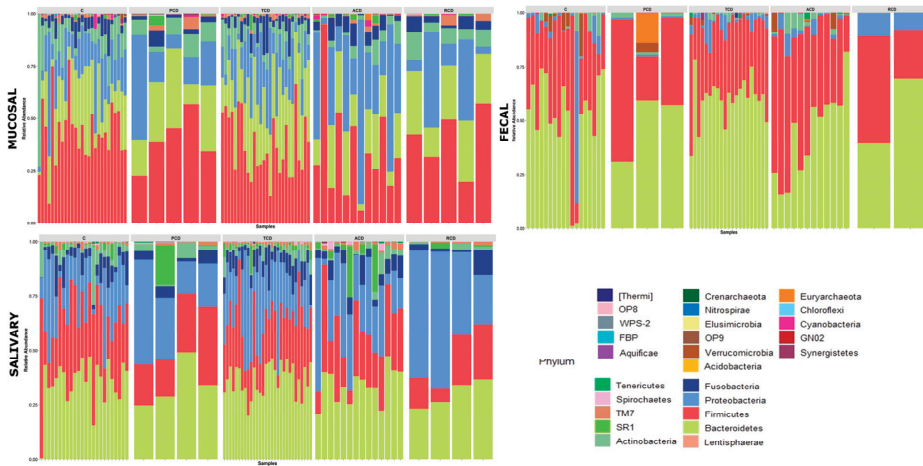 MUCOSAL
Relative Abundance
1.00
0.75
0.50
0.25
0.00
C PCD TCD ACD RCD
Samples
FECAL
Relative Abundance
1.00
0.75
0.50
0.25
0.00
C PCD TCD ACD RCD
Samples
SALIVARY
Relative Abundance
1.00
0.75
0.50
0.25
0.00
C PCD TCD ACD RCD
Samples
Phylum
[Thermi] Crenarchaeota Euryarchaeota
OP8 Nitrospirae Chloroflexi
WPS-2 Elusimicrobia Cyanobacteria
FBP OP9 GN02
Aquificae Verrucomicrobia Synergistetes
Acidobacteria
Tenericutes Fusobacteria
Spirochaetes Proteobacteria
TM7 Firmicutes
SR1 Bacteroidetes
Actinobacteria Lentisphaerae